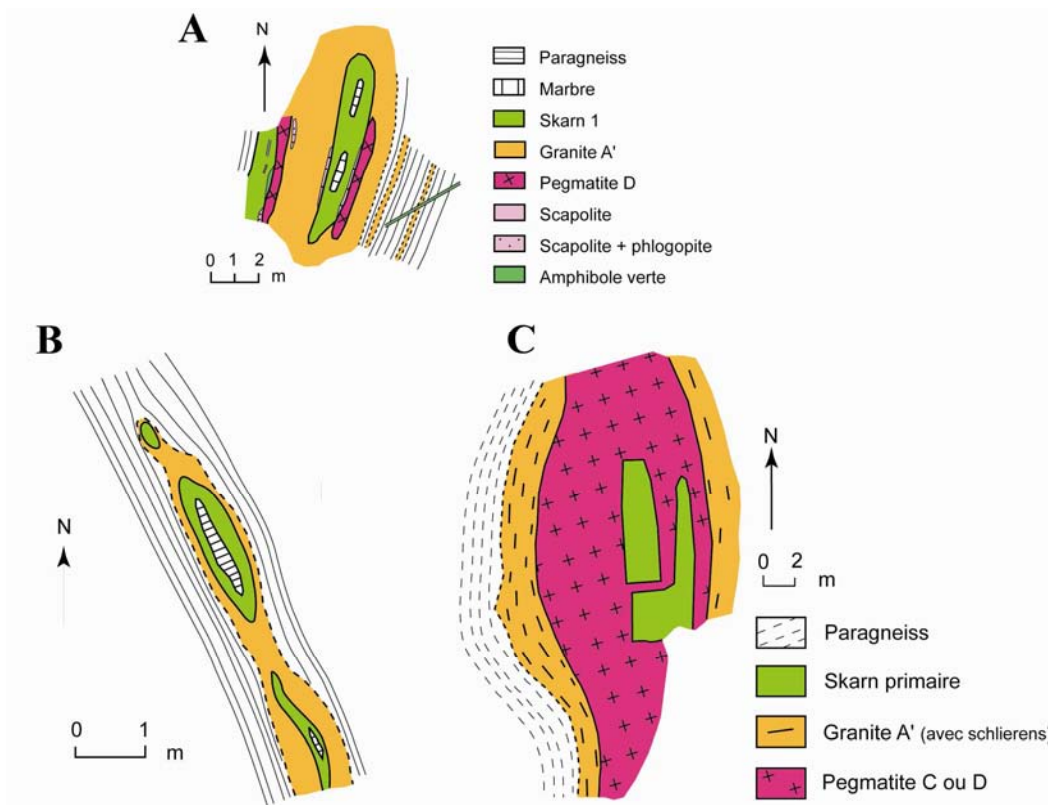 A
N
0 1 2
m
Paragneiss
Marbre
Skarn 1
Granite A'
Pegmatite D
Scapolite
Scapolite + phlogopite
Amphibole verte
B
N
0 1
m
C
N
0 2
m
Paragneiss
Skarn primaire
Granite A' (avec schlierens)
Pegmatite C ou D